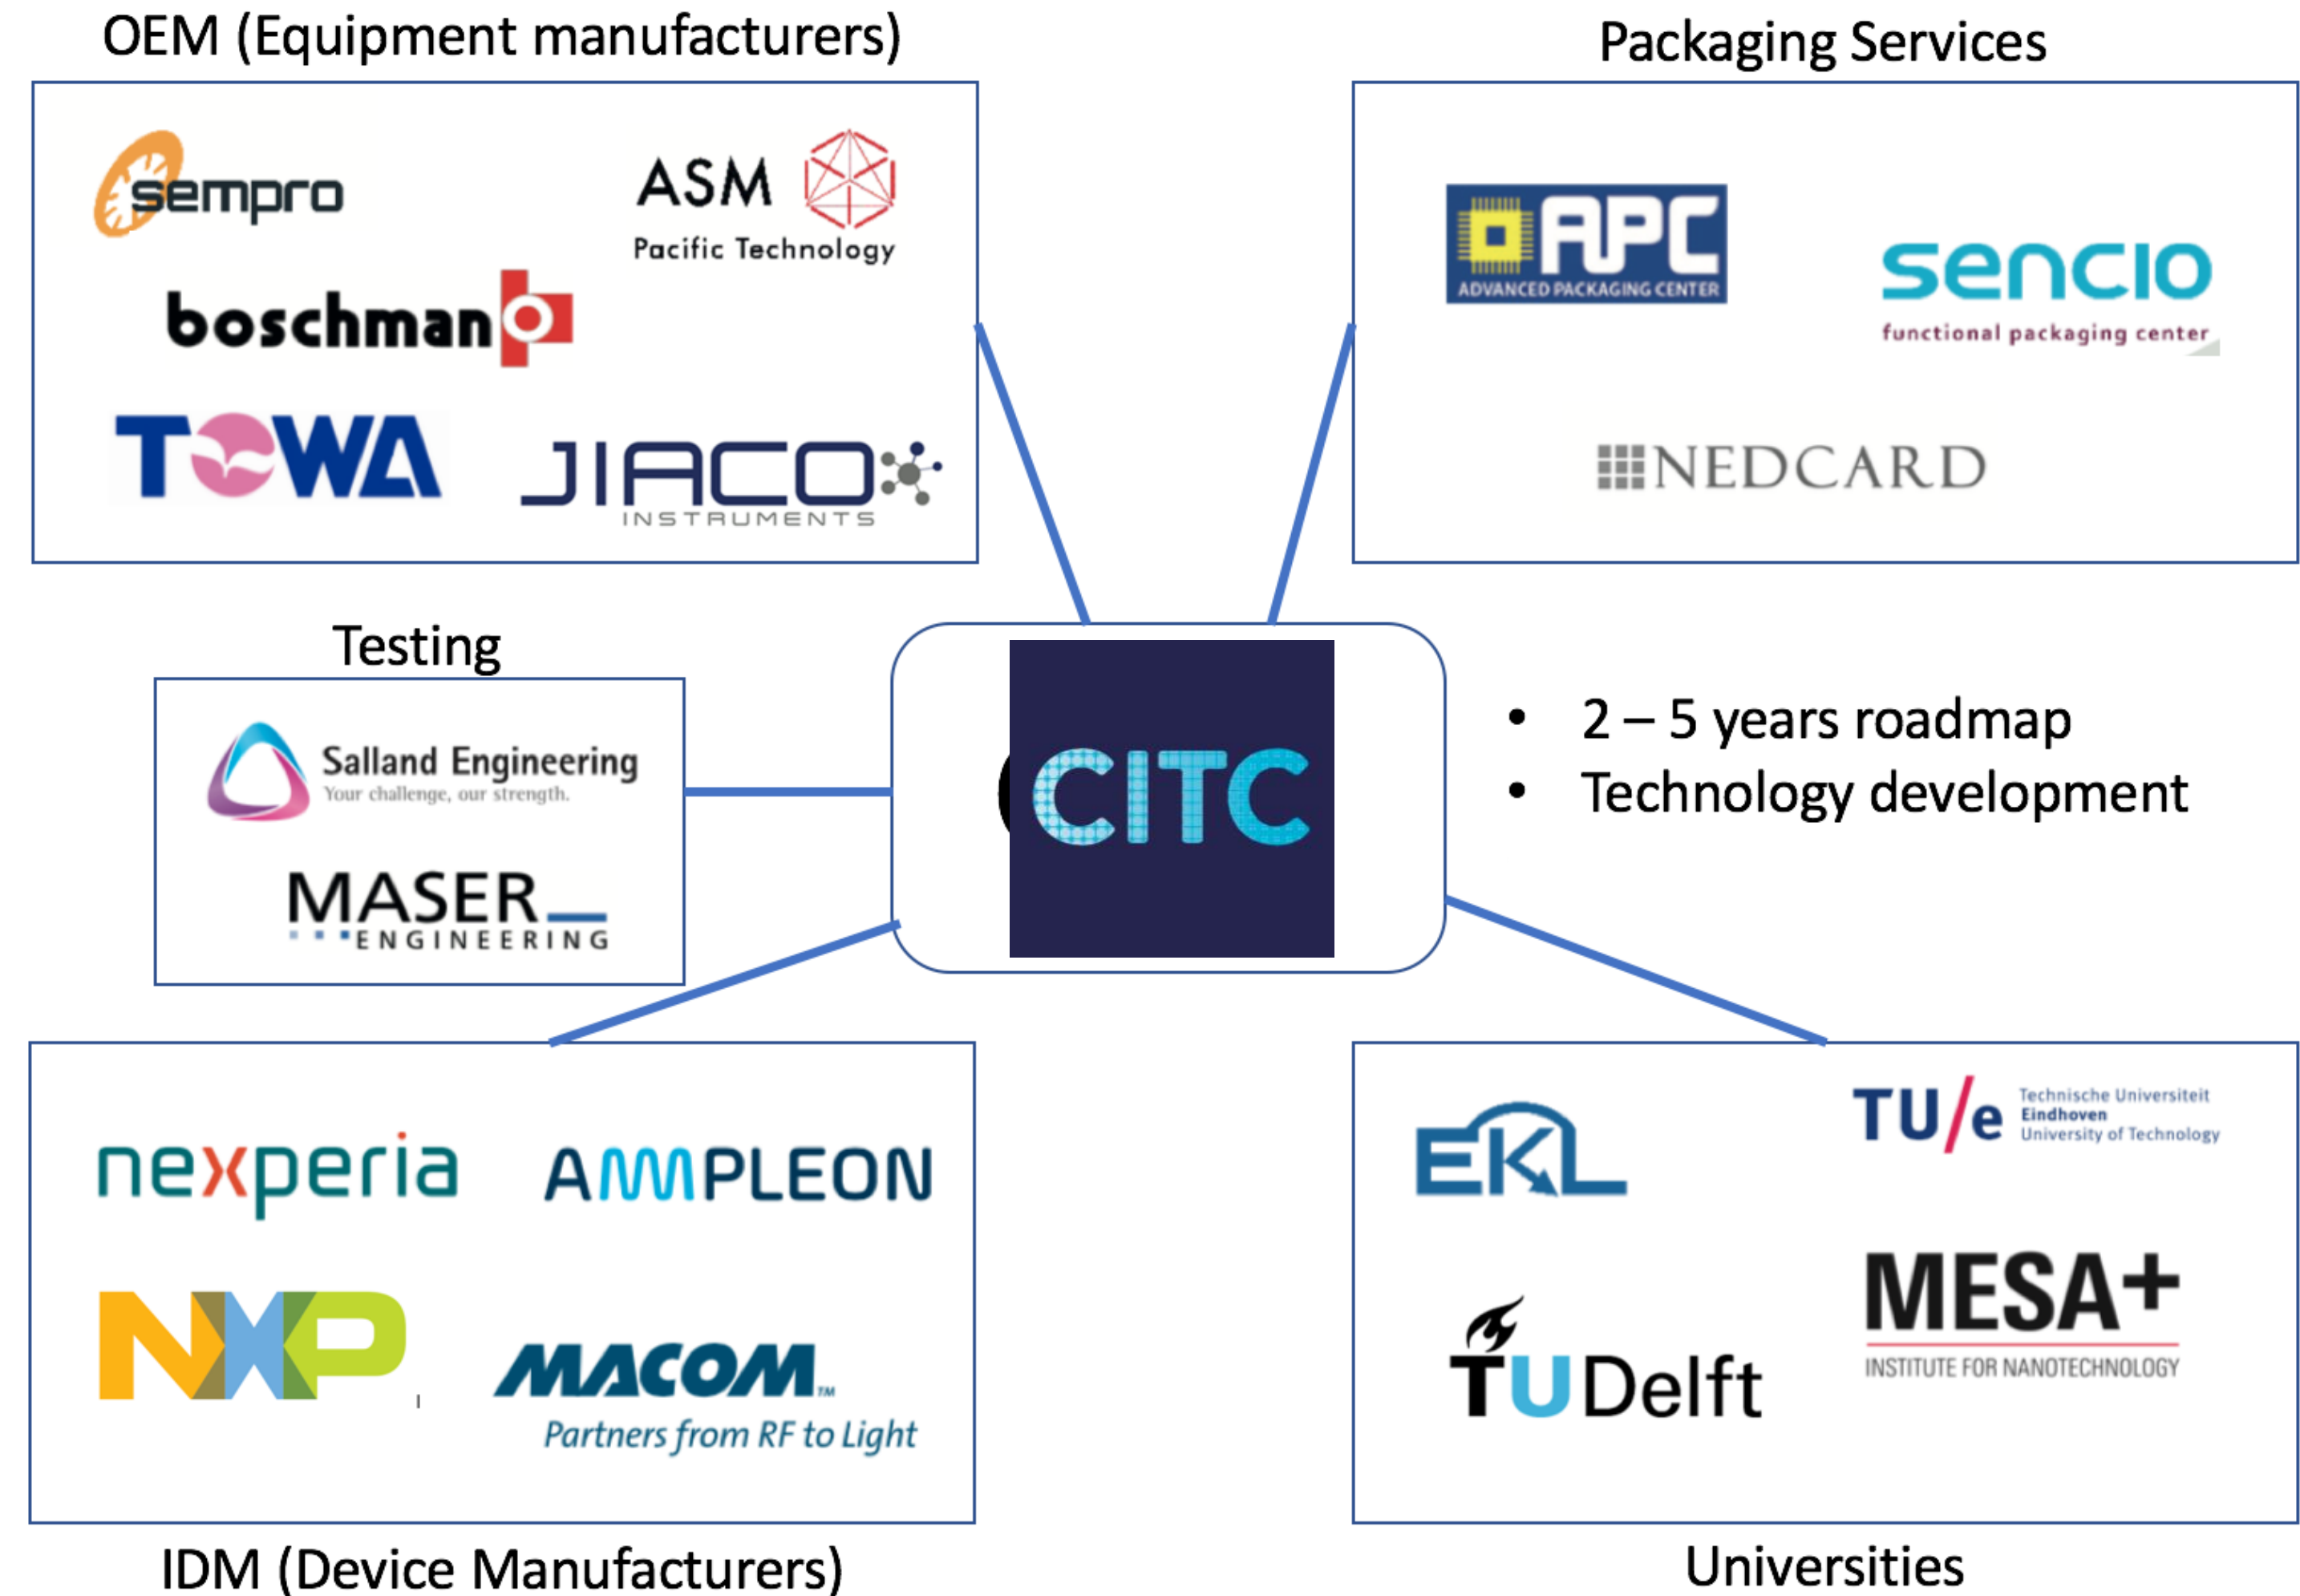 OEM (Equipment manufacturers)
sempro
ASM
Pacific Technology
boschman
TOWA
JIACO
INSTRUMENTS
Packaging Services
APC
ADVANCED PACKAGING CENTER
sencio
functional packaging center
NEDCARD
Testing
Salland Engineering
Your challenge, our strength.
MASER
ENGINEERING
CITC
• 2 – 5 years roadmap
• Technology development
nexperia
AMPLEON
NXP
MACOM™
Partners from RF to Light
IDM (Device Manufacturers)
EKL
TU/e
Technische Universiteit
Eindhoven
University of Technology
TU Delft
MESA+
INSTITUTE FOR NANOTECHNOLOGY
Universities